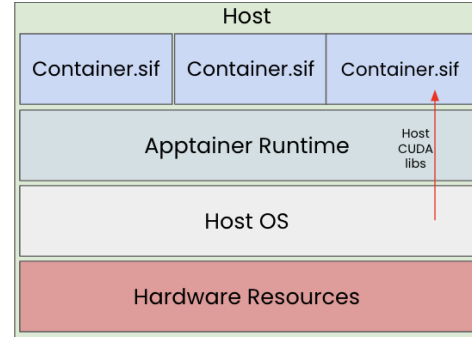 Host
Container.sif
Container.sif
Container.sif
Apptainer Runtime
Host
CUDA
libs
Host OS
Hardware Resources